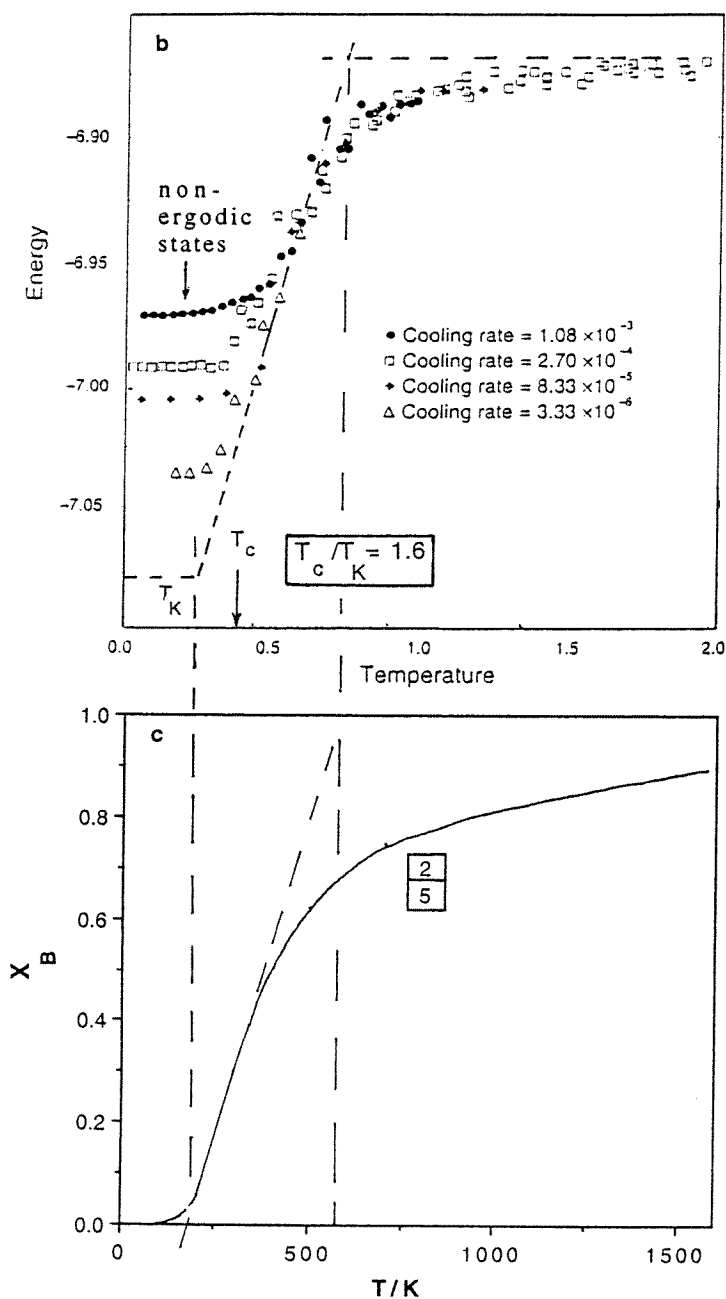 b
−6.90
non-
ergodic
states
−6.95
Energy
● Cooling rate = 1.08 ×10⁻³
□ Cooling rate = 2.70 ×10⁻⁴
✦ Cooling rate = 8.33 ×10⁻⁵
△ Cooling rate = 3.33 ×10⁻⁶
−7.00
−7.05
T_c
T_c/T_K = 1.6
T_K
0.0 0.5 1.0 1.5 2.0
Temperature
c
1.0
0.8
2
5
0.6
X_B
0.4
0.2
0.0
0 500 1000 1500
T/K